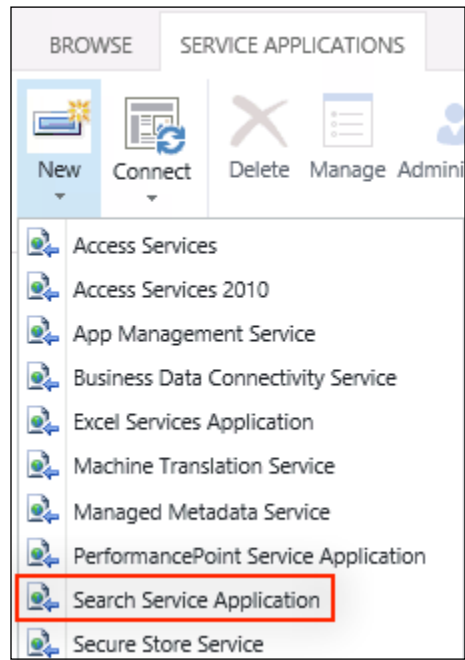 BROWSE SERVICE APPLICATIONS
New Connect Delete Manage Admini
Access Services
Access Services 2010
App Management Service
Business Data Connectivity Service
Excel Services Application
Machine Translation Service
Managed Metadata Service
PerformancePoint Service Application
Search Service Application
Secure Store Service